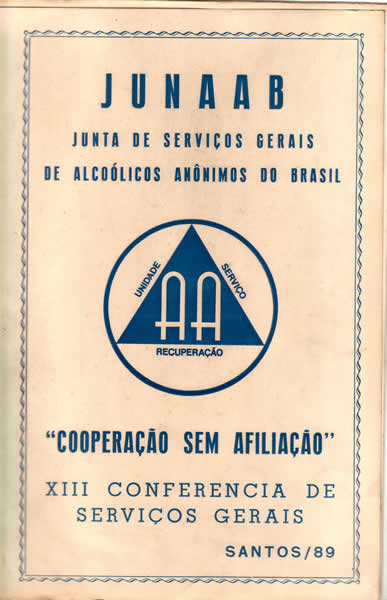 JUNAAB
JUNTA DE SERVIÇOS GERAIS
DE ALCOÓLICOS ANÔNIMOS DO BRASIL
UNIDADE
SERVIÇO
AA
RECUPERAÇÃO
"COOPERAÇÃO SEM AFILIAÇÃO"
XIII CONFERENCIA DE
SERVIÇOS GERAIS
SANTOS/89